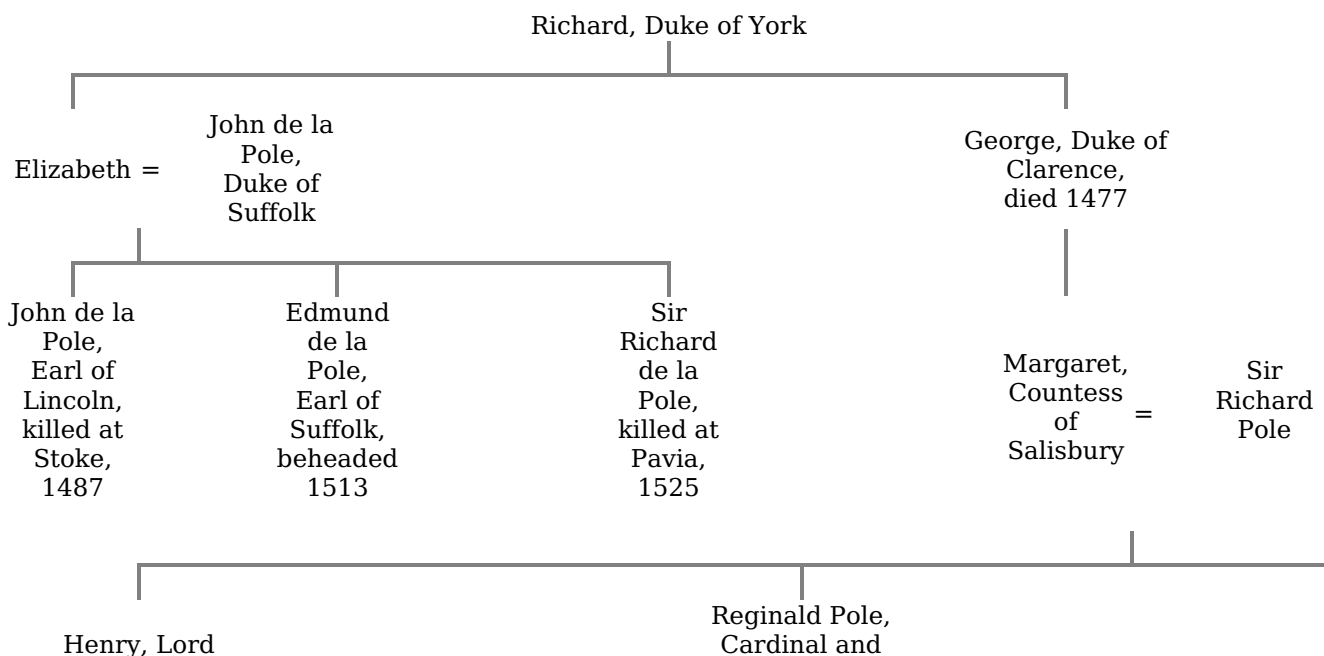 Richard, Duke of York
Elizabeth =
John de la
Pole,
Duke of
Suffolk
George, Duke of
Clarence,
died 1477
John de la
Pole,
Earl of
Lincoln,
killed at
Stoke,
1487
Edmund
de la
Pole,
Earl of
Suffolk,
beheaded
1513
Sir
Richard
de la
Pole,
killed at
Pavia,
1525
Margaret,
Countess
of
Salisbury
=
Sir
Richard
Pole
Henry, Lord
Reginald Pole,
Cardinal and